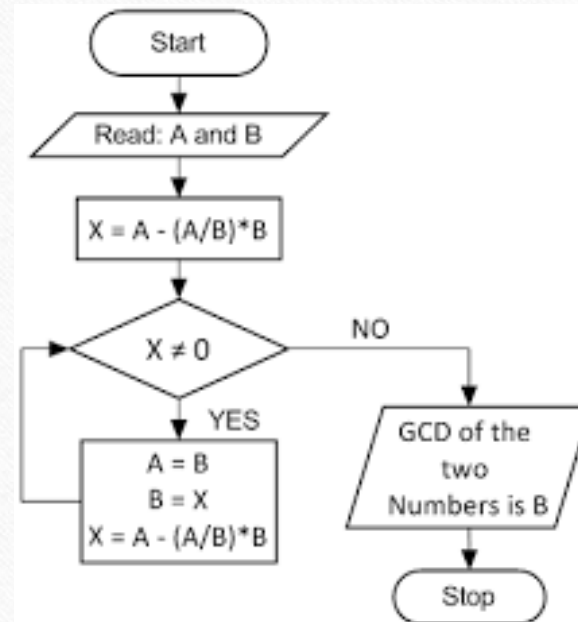 Start
Read: A and B
X = A - (A/B)*B
X ≠ 0
NO
YES
A = B
B = X
X = A - (A/B)*B
GCD of the
two
Numbers is B
Stop